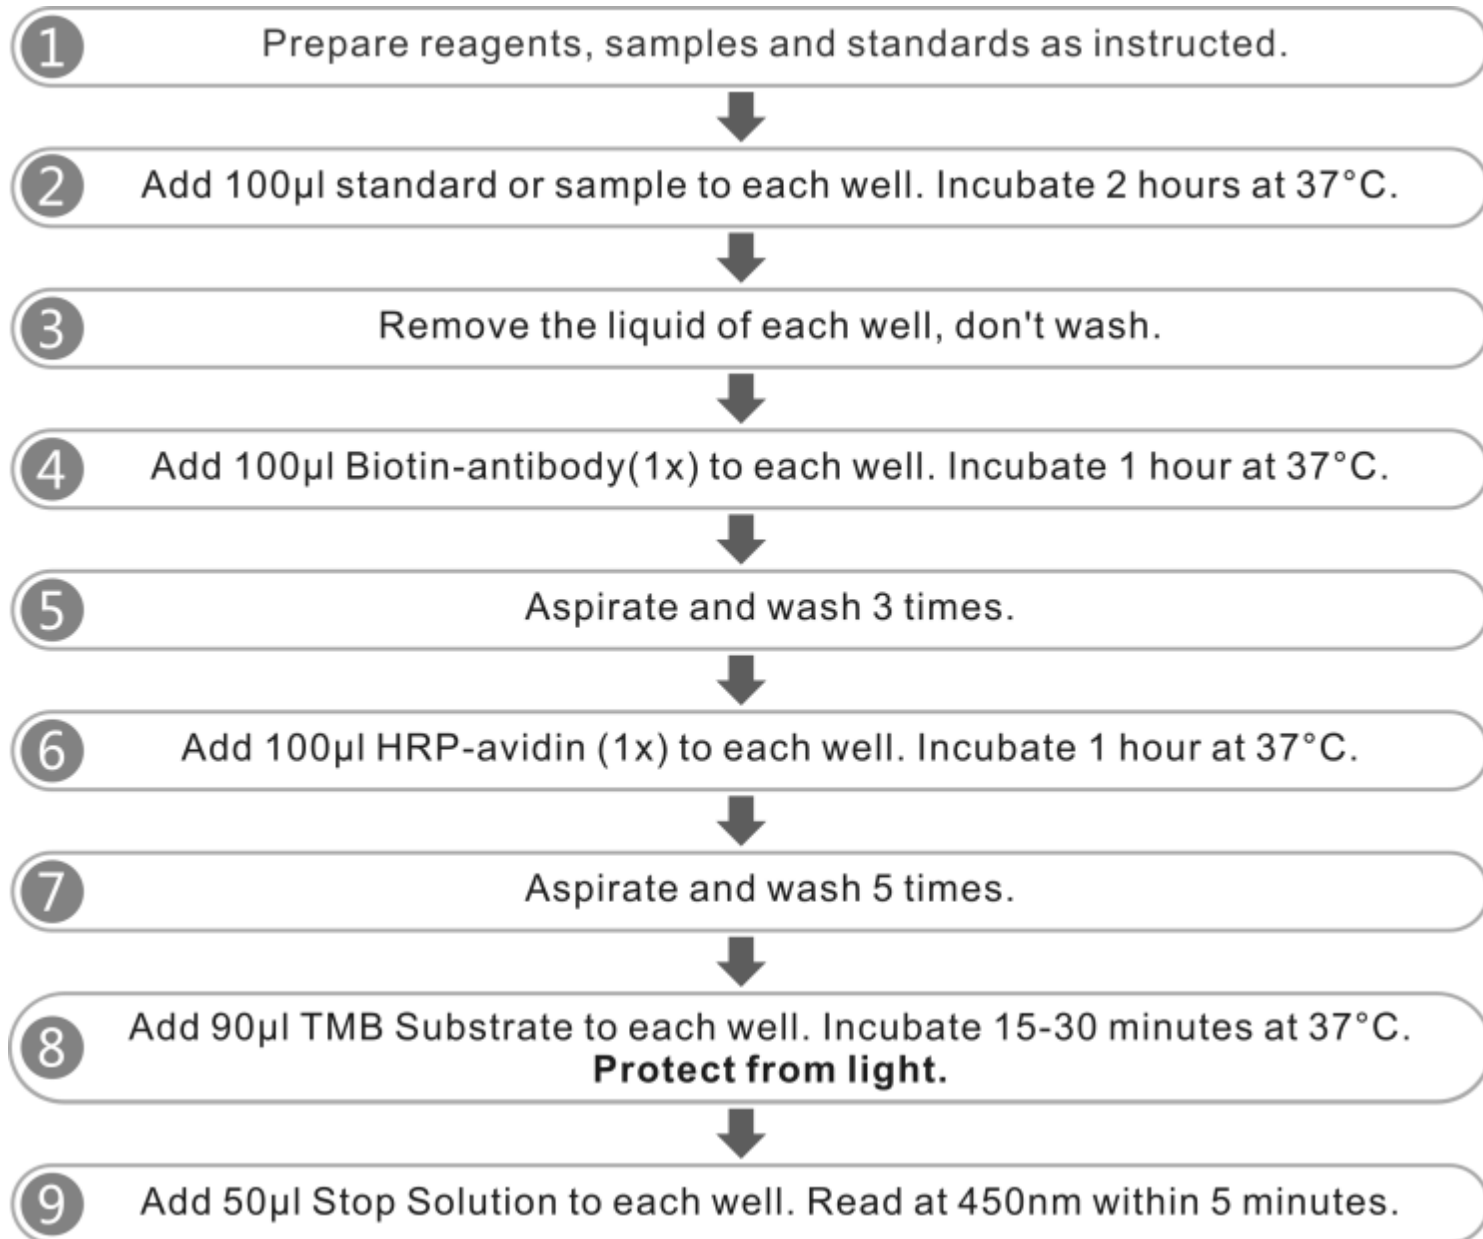 1 Prepare reagents, samples and standards as instructed.
2 Add 100μl standard or sample to each well. Incubate 2 hours at 37°C.
3 Remove the liquid of each well, don't wash.
4 Add 100μl Biotin-antibody(1x) to each well. Incubate 1 hour at 37°C.
5 Aspirate and wash 3 times.
6 Add 100μl HRP-avidin (1x) to each well. Incubate 1 hour at 37°C.
7 Aspirate and wash 5 times.
8 Add 90μl TMB Substrate to each well. Incubate 15-30 minutes at 37°C.
Protect from light.
9 Add 50μl Stop Solution to each well. Read at 450nm within 5 minutes.